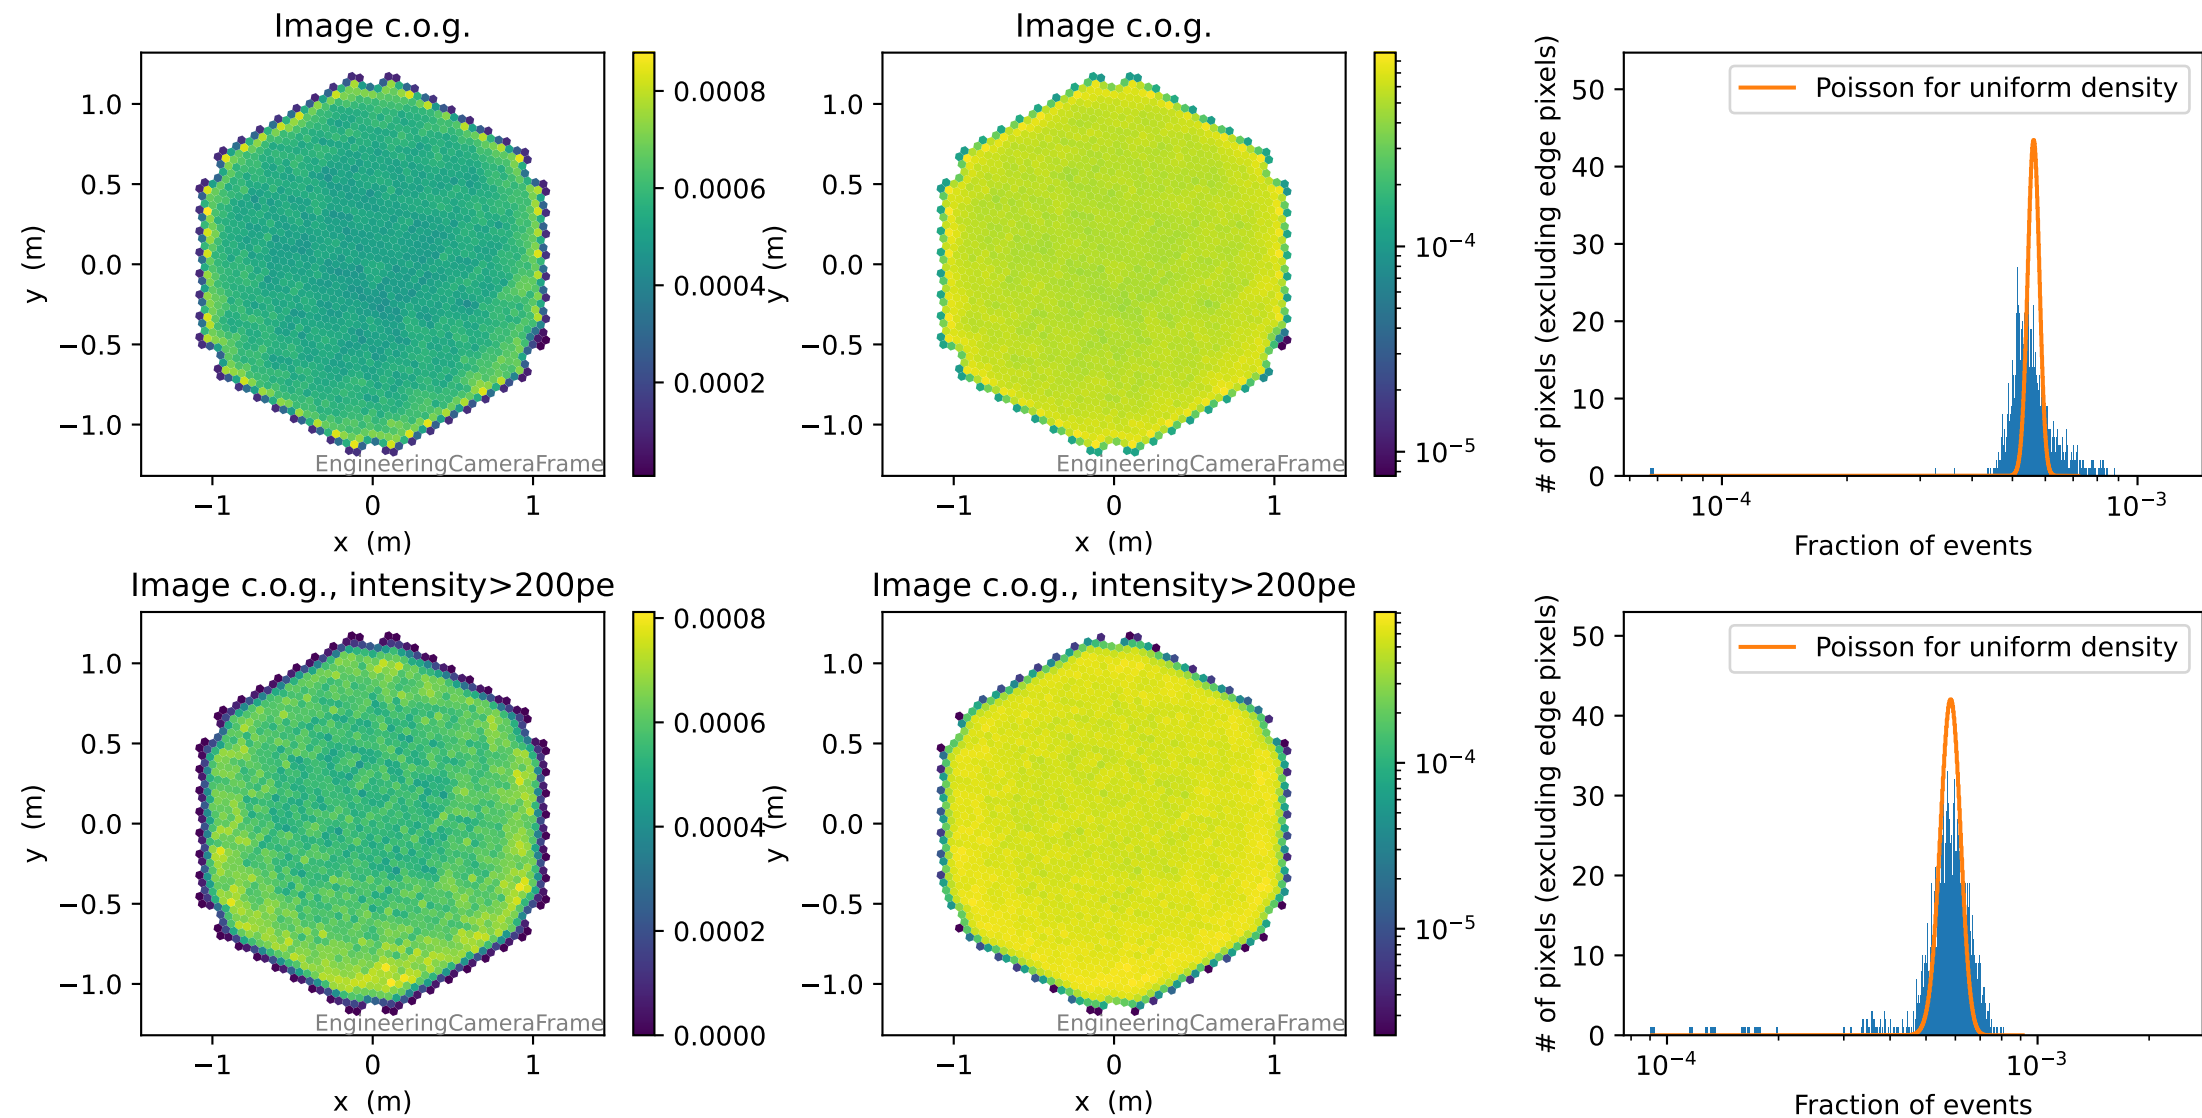 Image c.o.g.
1.0
0.5
0.0
−0.5
−1.0
y (m)
−1
0
1
x (m)
EngineeringCameraFrame
0.0008
0.0006
0.0004
0.0002
Image c.o.g.
1.0
0.5
0.0
−0.5
−1.0
y (m)
−1
0
1
x (m)
EngineeringCameraFrame
10⁻⁴
10⁻⁵
Poisson for uniform density
50
40
30
20
10
0
# of pixels (excluding edge pixels)
10⁻⁴
10⁻³
Fraction of events
Image c.o.g., intensity>200pe
1.0
0.5
0.0
−0.5
−1.0
y (m)
−1
0
1
x (m)
EngineeringCameraFrame
0.0008
0.0006
0.0004
0.0002
0.0000
Image c.o.g., intensity>200pe
1.0
0.5
0.0
−0.5
−1.0
y (m)
−1
0
1
x (m)
EngineeringCameraFrame
10⁻⁴
10⁻⁵
Poisson for uniform density
50
40
30
20
10
0
# of pixels (excluding edge pixels)
10⁻⁴
10⁻³
Fraction of events